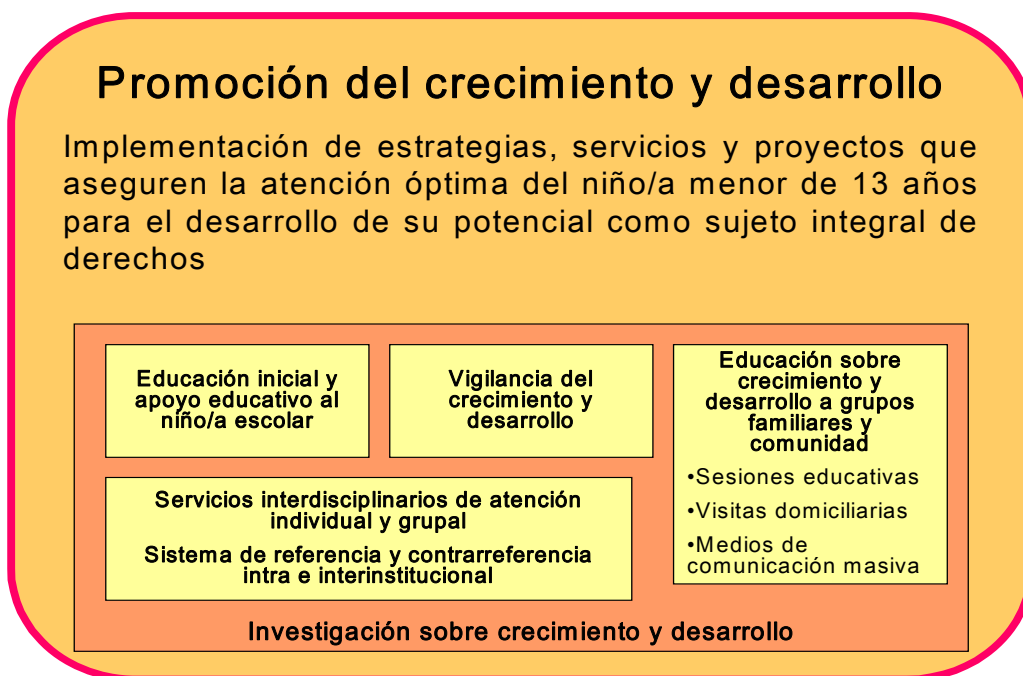 Promoción del crecimiento y desarrollo
Implementación de estrategias, servicios y proyectos que
aseguren la atención óptima del niño/a menor de 13 años
para el desarrollo de su potencial como sujeto integral de
derechos
Educación inicial y
apoyo educativo al
niño/a escolar
Vigilancia del
crecimiento y
desarrollo
Educación sobre
crecimiento y
desarrollo a grupos
familiares y
comunidad
•Sesiones educativas
•Visitas domiciliarias
•Medios de
comunicación masiva
Servicios interdisciplinarios de atención
individual y grupal
Sistema de referencia y contrarreferencia
intra e interinstitucional
Investigación sobre crecimiento y desarrollo